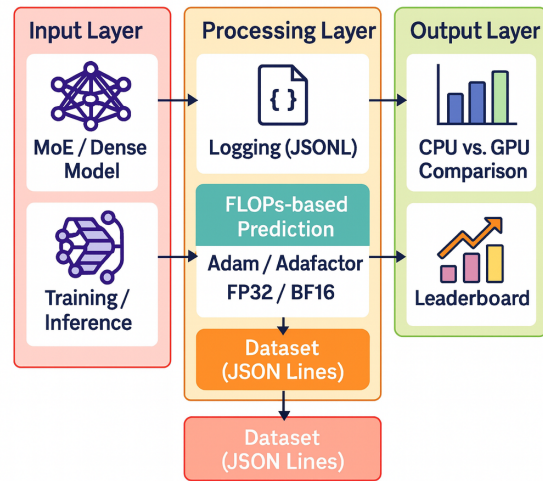 Input Layer
MoE / Dense
Model
Training /
Inference
Processing Layer
{ }
Logging (JSONL)
FLOPs-based
Prediction
Adam / Adafactor
FP32 / BF16
Dataset
(JSON Lines)
Dataset
(JSON Lines)
Output Layer
CPU vs. GPU
Comparison
Leaderboard